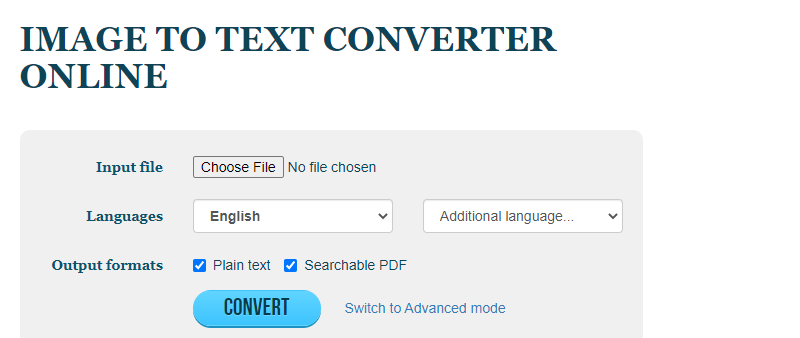 IMAGE TO TEXT CONVERTER
ONLINE
Input file Choose File No file chosen
Languages English Additional language...
Output formats Plain text Searchable PDF
CONVERT Switch to Advanced mode